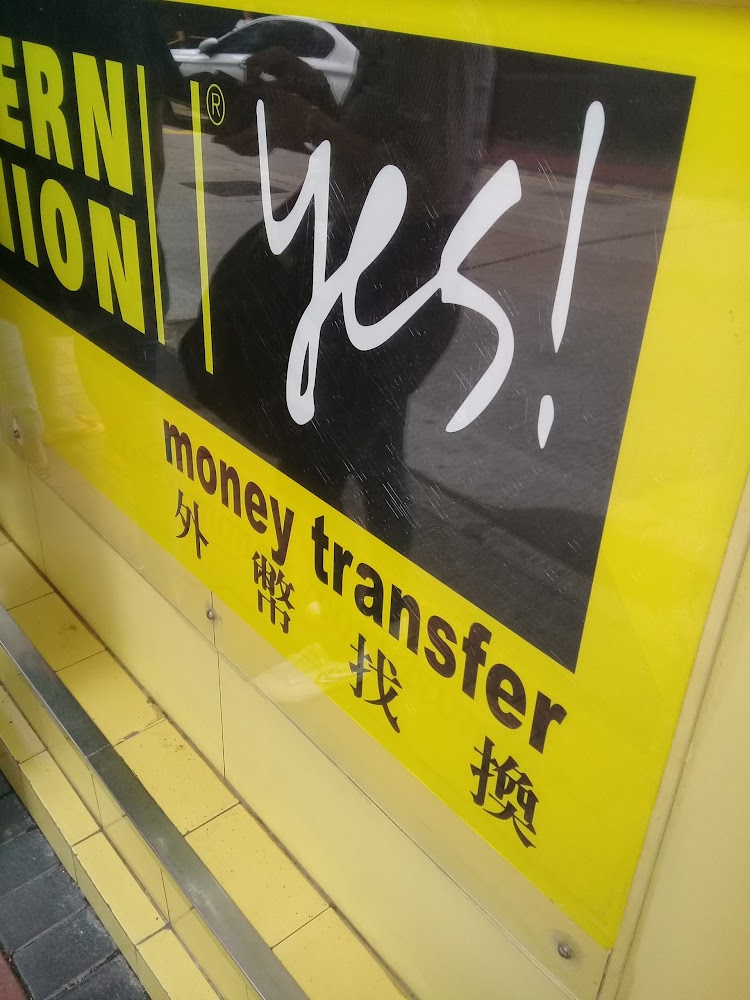 ERN
NION
® yes!
money transfer
外幣找換